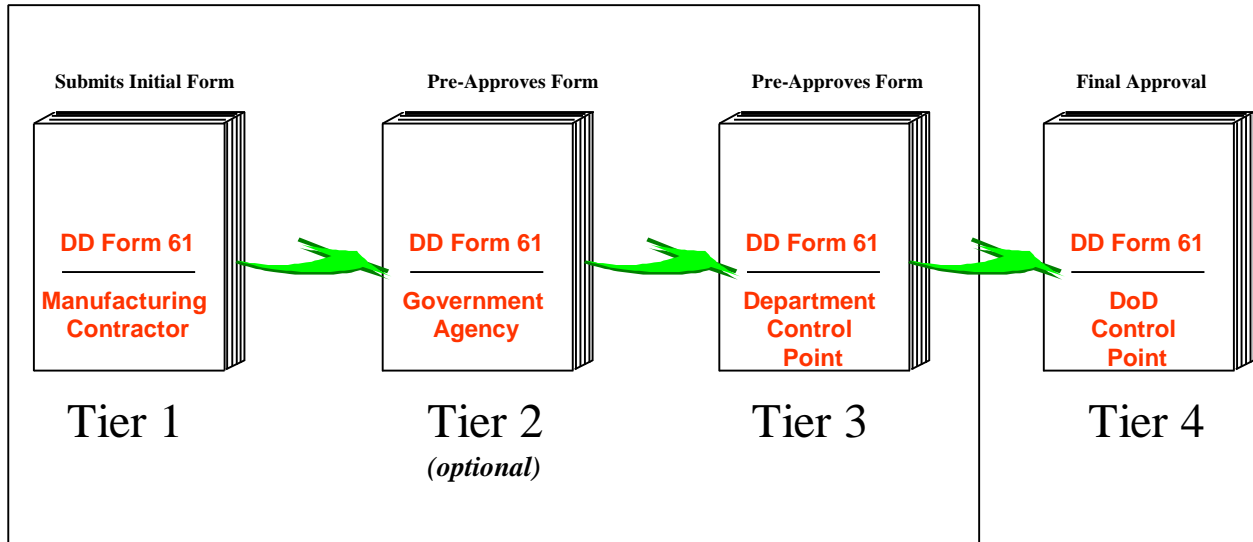 Submits Initial Form
Pre-Approves Form
Pre-Approves Form
Final Approval
DD Form 61
Manufacturing
Contractor
DD Form 61
Government
Agency
DD Form 61
Department
Control
Point
DD Form 61
DoD
Control
Point
Tier 1
Tier 2
(optional)
Tier 3
Tier 4